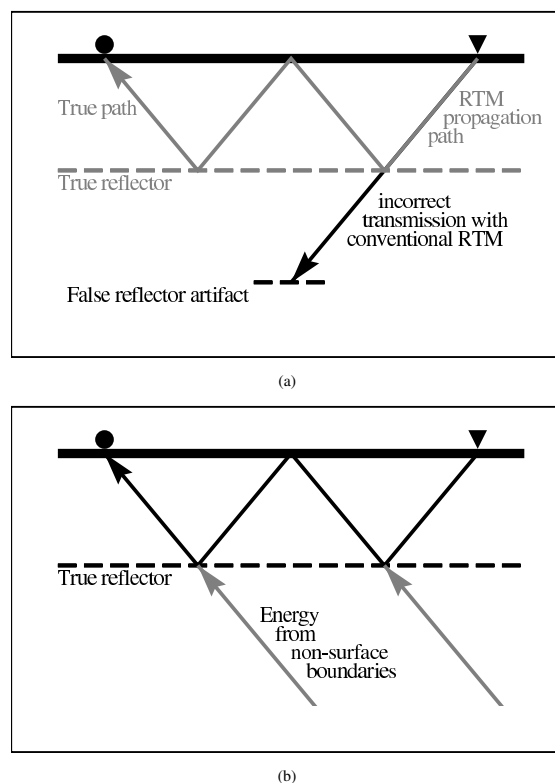 True path
RTM
propagation
path
True reflector
incorrect
transmission with
conventional RTM
False reflector artifact
(a)
True reflector
Energy
from
non-surface
boundaries
(b)